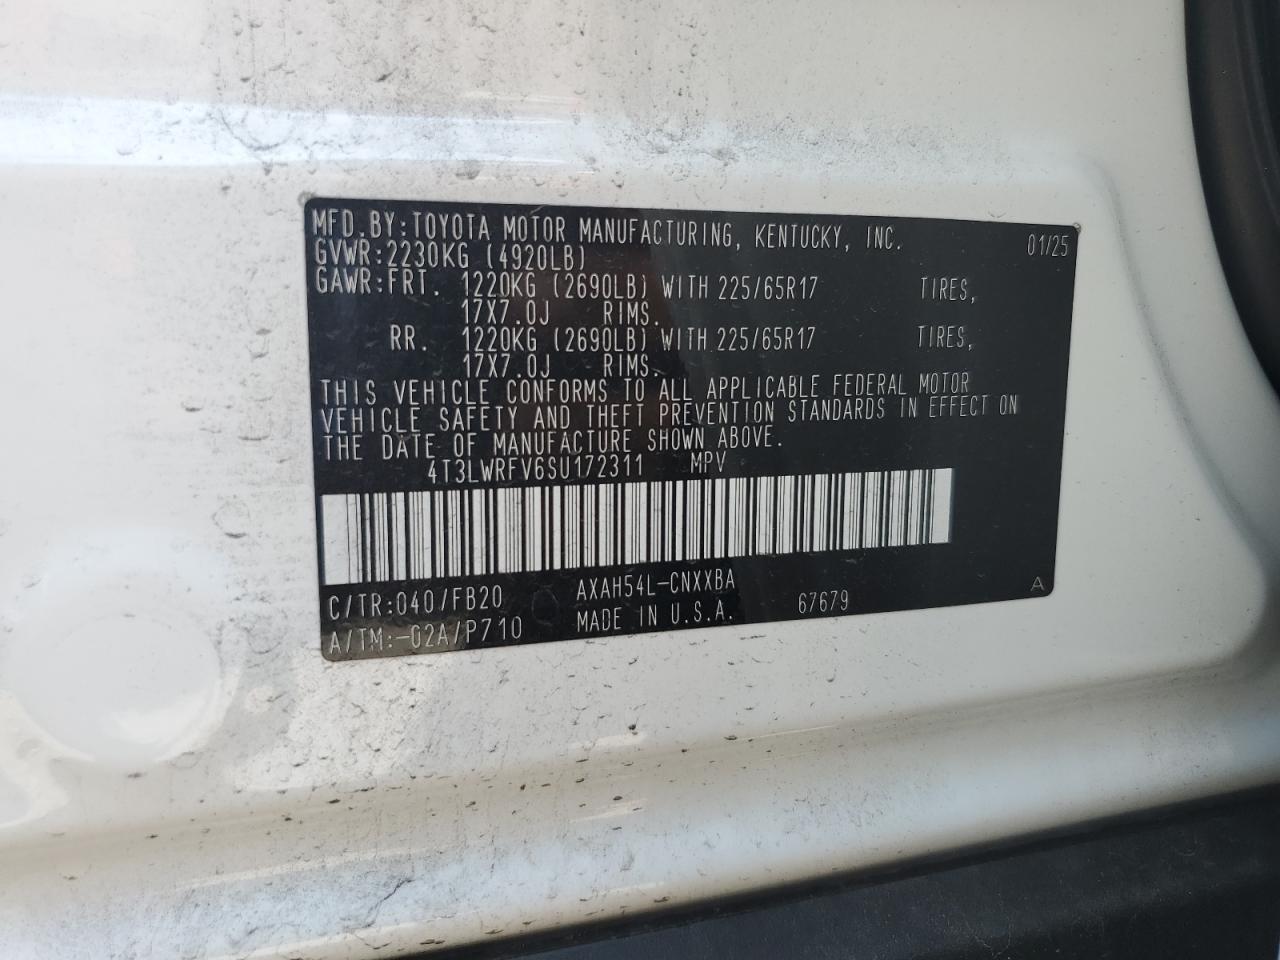 MFD.BY:TOYOTA MOTOR MANUFACTURING, KENTUCKY, INC. 01/25
GVWR:2230KG (4920LB)
GAWR:FRT. 1220KG (2690LB) WITH 225/65R17 TIRES,
17X7.0J RIMS.
RR. 1220KG (2690LB) WITH 225/65R17 TIRES,
17X7.0J RIMS.
THIS VEHICLE CONFORMS TO ALL APPLICABLE FEDERAL MOTOR
VEHICLE SAFETY AND THEFT PREVENTION STANDARDS IN EFFECT ON
THE DATE OF MANUFACTURE SHOWN ABOVE.
4T3LWRFV6SU172311 MPV
C/TR:040/FB20 AXAH54L-CNXXBA
A/TM:-02A/P710 MADE IN U.S.A. 67679 A